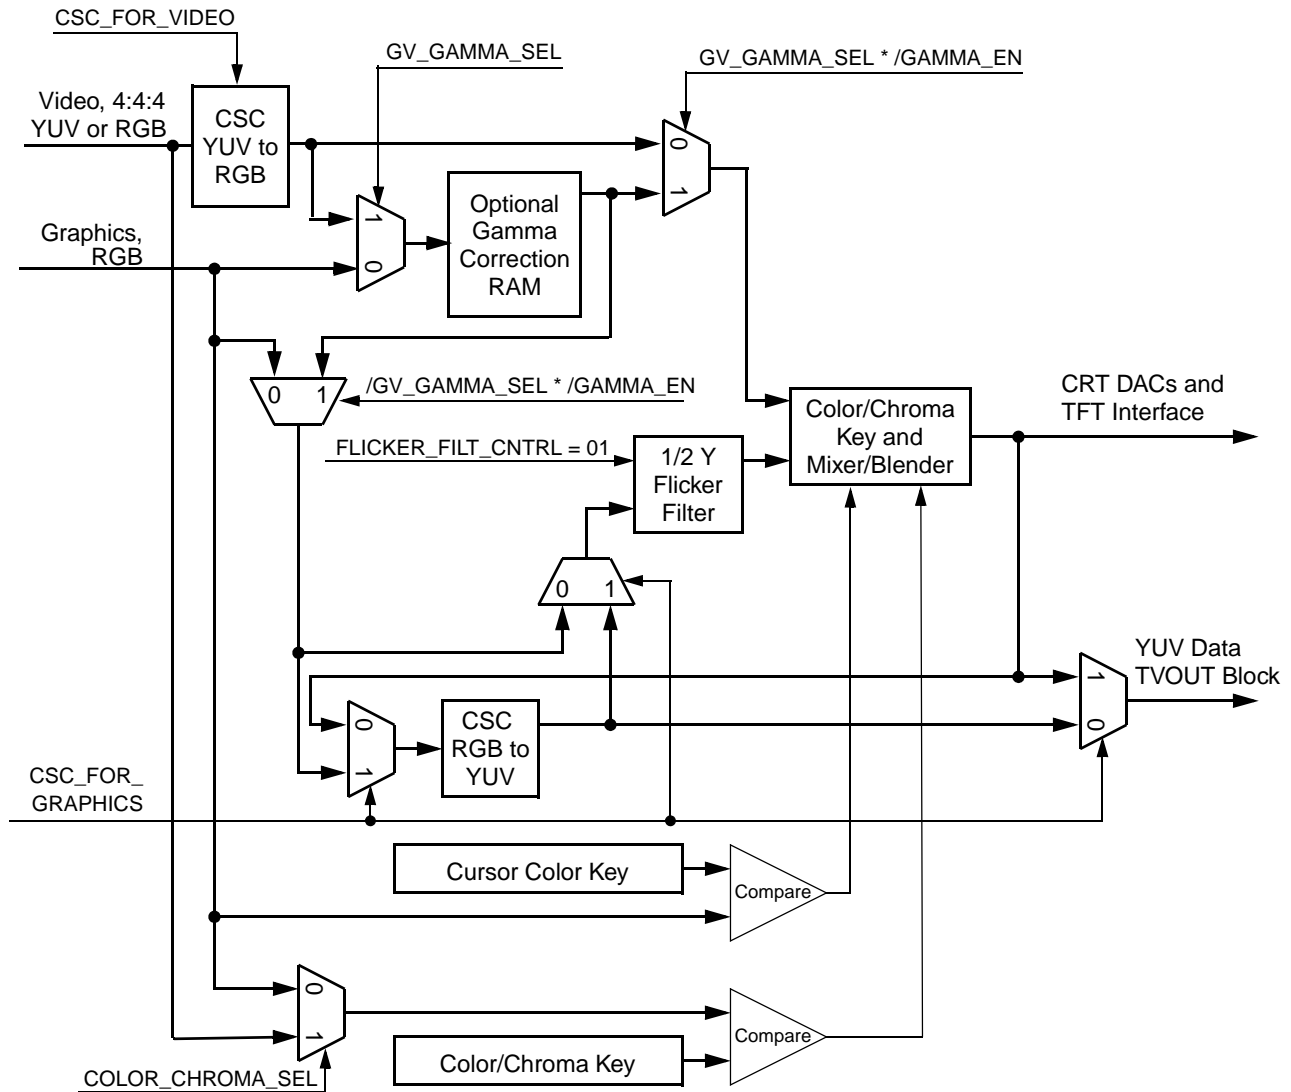 CSC_FOR_VIDEO
GV_GAMMA_SEL
GV_GAMMA_SEL * /GAMMA_EN
Video, 4:4:4
YUV or RGB
CSC
YUV to
RGB
0
1
Optional
Gamma
Correction
RAM
1
0
Graphics,
RGB
0 1
/GV_GAMMA_SEL * /GAMMA_EN
Color/Chroma
Key and
Mixer/Blender
CRT DACs and
TFT Interface
FLICKER_FILT_CNTRL = 01
1/2 Y
Flicker
Filter
0 1
YUV Data
TVOUT Block
1
0
0
1
CSC
RGB to
YUV
CSC_FOR_
GRAPHICS
Cursor Color Key
Compare
0
1
Compare
Color/Chroma Key
COLOR_CHROMA_SEL